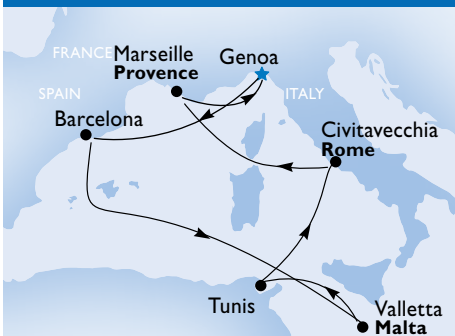 FRANCE
Marseille
Provence
Genoa
SPAIN
ITALY
Barcelona
Civitavecchia
Rome
Tunis
Valletta
Malta